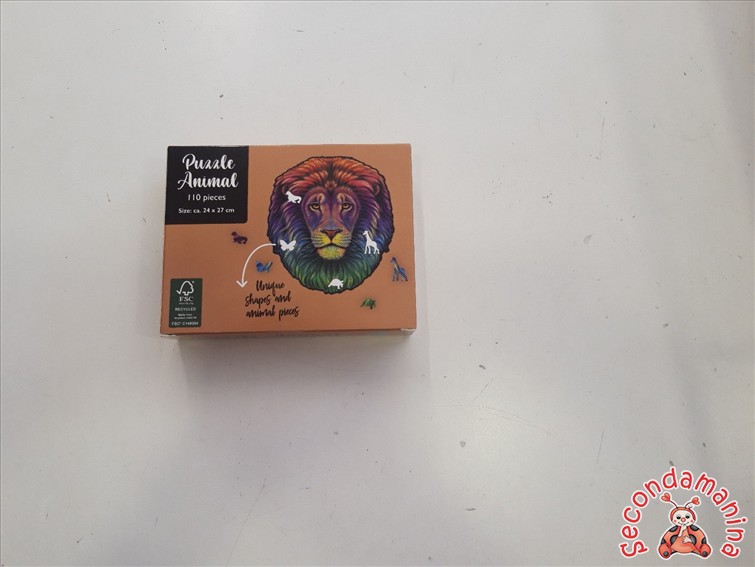 Puzzle
Animal
110 pieces
Size: ca. 24 x 27 cm
Unique
shapes and
animal pieces
FSC
RECYCLED
Secondamanina